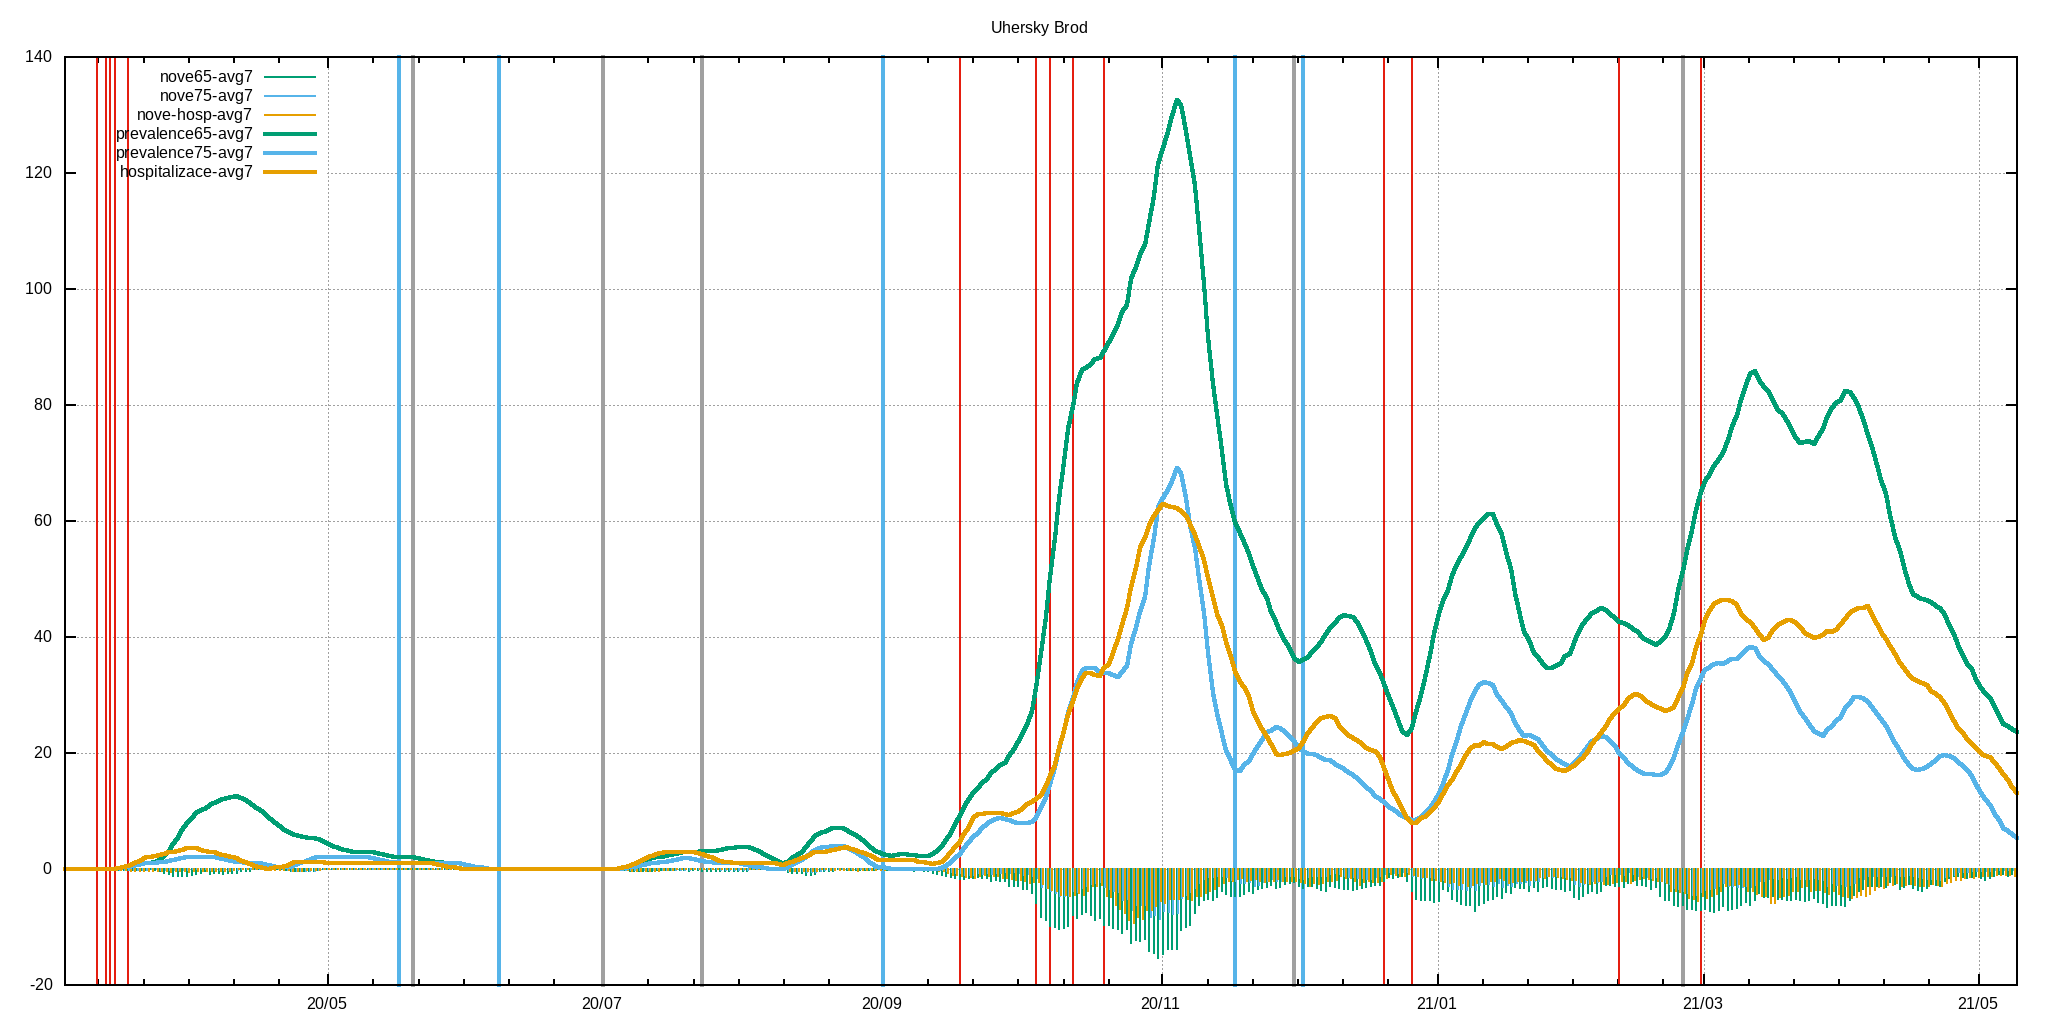 Uhersky Brod
140
120
100
80
60
40
20
0
-20
nove65-avg7
nove75-avg7
nove-hosp-avg7
prevalence65-avg7
prevalence75-avg7
hospitalizace-avg7
20/05 20/07 20/09 20/11 21/01 21/03 21/05